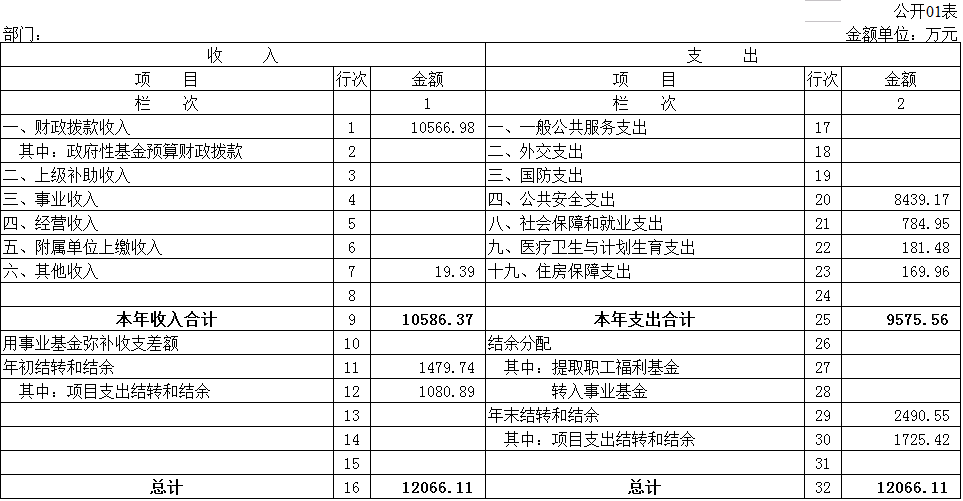 公开01表
部门： 金额单位：万元
收 入 支 出
项 目 行次 金额 项 目 行次 金额
栏 次 1 栏 次 2
一、财政拨款收入 1 10566.98 一、一般公共服务支出 17
其中：政府性基金预算财政拨款 2 二、外交支出 18
二、上级补助收入 3 三、国防支出 19
三、事业收入 4 四、公共安全支出 20 8439.17
四、经营收入 5 八、社会保障和就业支出 21 784.95
五、附属单位上缴收入 6 九、医疗卫生与计划生育支出 22 181.48
六、其他收入 7 19.39 十九、住房保障支出 23 169.96
8 24
本年收入合计 9 10586.37 本年支出合计 25 9575.56
用事业基金弥补收支差额 10 结余分配 26
年初结转和结余 11 1479.74 其中：提取职工福利基金 27
其中：项目支出结转和结余 12 1080.89 转入事业基金 28
13 年末结转和结余 29 2490.55
14 其中：项目支出结转和结余 30 1725.42
15 31
总计 16 12066.11 总计 32 12066.11